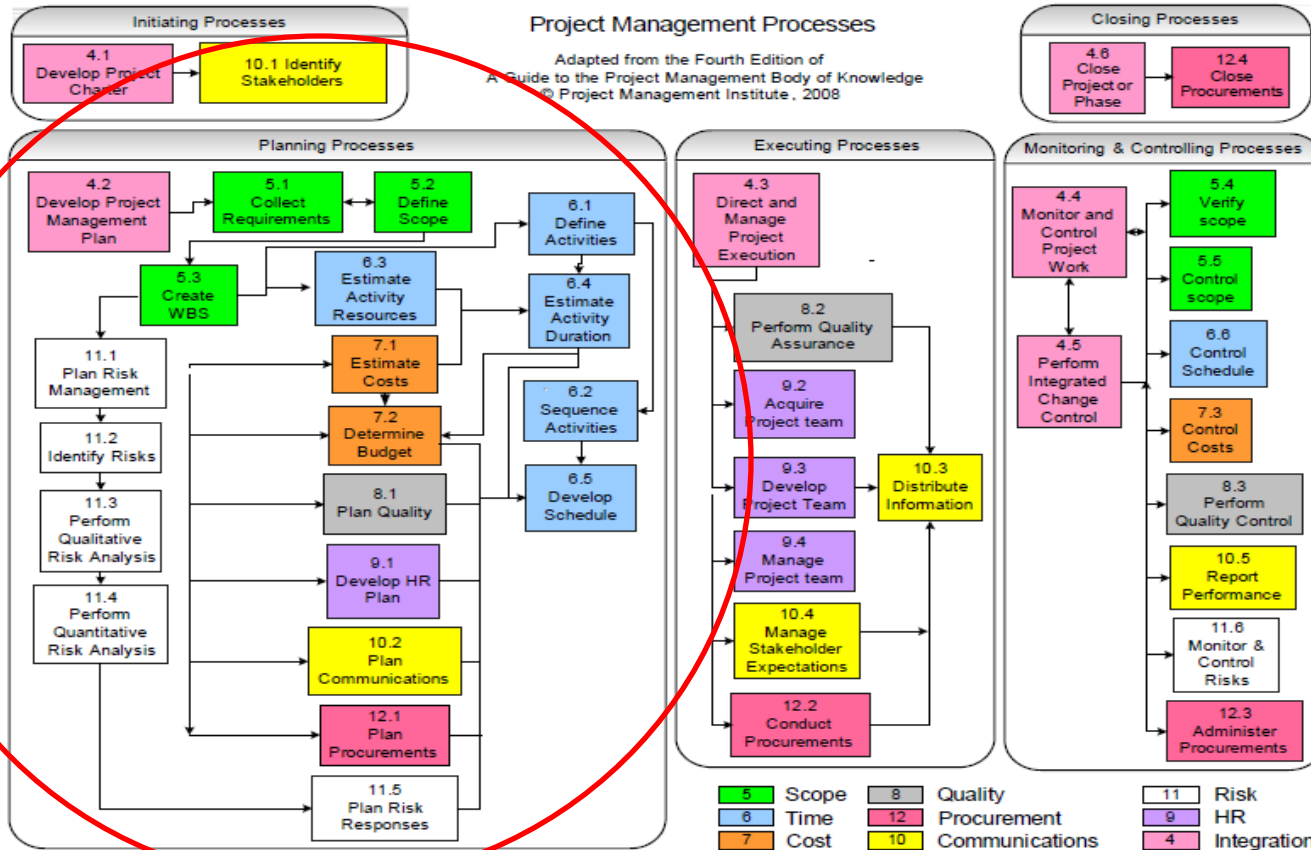 Initiating Processes
4.1
Develop Project
Charter
10.1 Identify
Stakeholders
Project Management Processes
Adapted from the Fourth Edition of
A Guide to the Project Management Body of Knowledge
© Project Management Institute, 2008
Closing Processes
4.6
Close
Project or
Phase
12.4
Close
Procurements
Planning Processes
4.2
Develop Project
Management
Plan
5.1
Collect
Requirements
5.2
Define
Scope
6.1
Define
Activities
5.3
Create
WBS
6.3
Estimate
Activity
Resources
6.4
Estimate
Activity
Duration
11.1
Plan Risk
Management
7.1
Estimate
Costs
6.2
Sequence
Activities
11.2
Identify Risks
7.2
Determine
Budget
11.3
Perform
Qualitative
Risk Analysis
8.1
Plan Quality
6.5
Develop
Schedule
11.4
Perform
Quantitative
Risk Analysis
9.1
Develop HR
Plan
10.2
Plan
Communications
12.1
Plan
Procurements
11.5
Plan Risk
Responses
Executing Processes
4.3
Direct and
Manage
Project
Execution
8.2
Perform Quality
Assurance
9.2
Acquire
Project team
9.3
Develop
Project Team
10.3
Distribute
Information
9.4
Manage
Project team
10.4
Manage
Stakeholder
Expectations
12.2
Conduct
Procurements
Monitoring & Controlling Processes
4.4
Monitor and
Control
Project
Work
5.4
Verify
scope
5.5
Control
scope
4.5
Perform
Integrated
Change
Control
6.6
Control
Schedule
7.3
Control
Costs
8.3
Perform
Quality Control
10.5
Report
Performance
11.6
Monitor &
Control
Risks
12.3
Administer
Procurements
5 Scope 8 Quality 11 Risk
6 Time 12 Procurement 9 HR
7 Cost 10 Communications 4 Integration